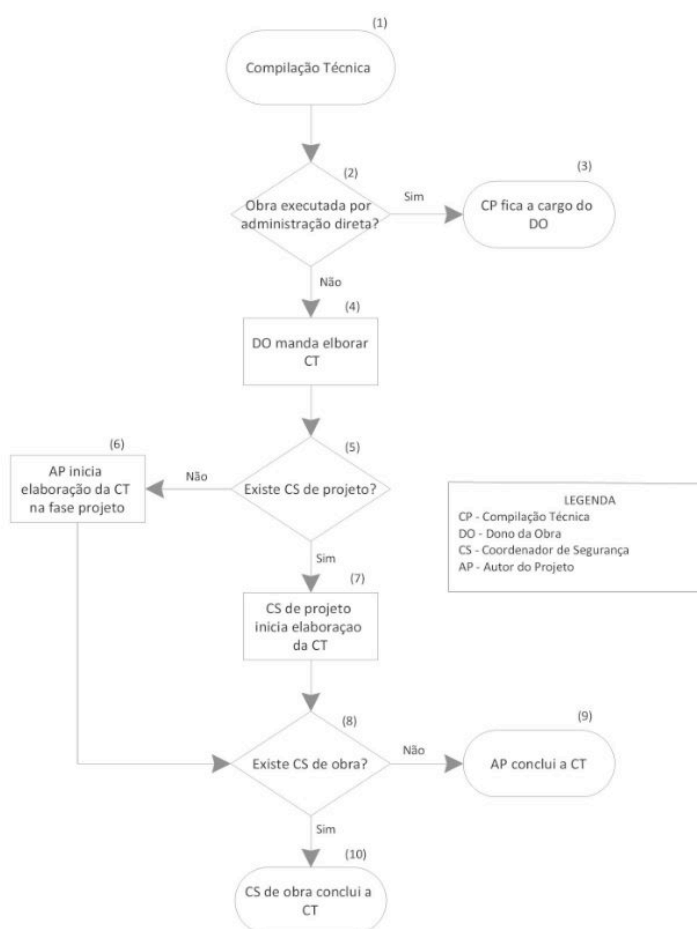 (1)
Compilação Técnica
(2)
Obra executada por
administração direta?
Sim
(3)
CP fica a cargo do
DO
Não
(4)
DO manda elborar
CT
(5)
Existe CS de projeto?
Não
(6)
AP inicia
elaboração da CT
na fase projeto
Sim
(7)
CS de projeto
inicia elaboraçao
da CT
(8)
Existe CS de obra?
Não
(9)
AP conclui a CT
Sim
(10)
CS de obra conclui a
CT
LEGENDA
CP - Compilação Técnica
DO - Dono da Obra
CS - Coordenador de Segurança
AP - Autor do Projeto